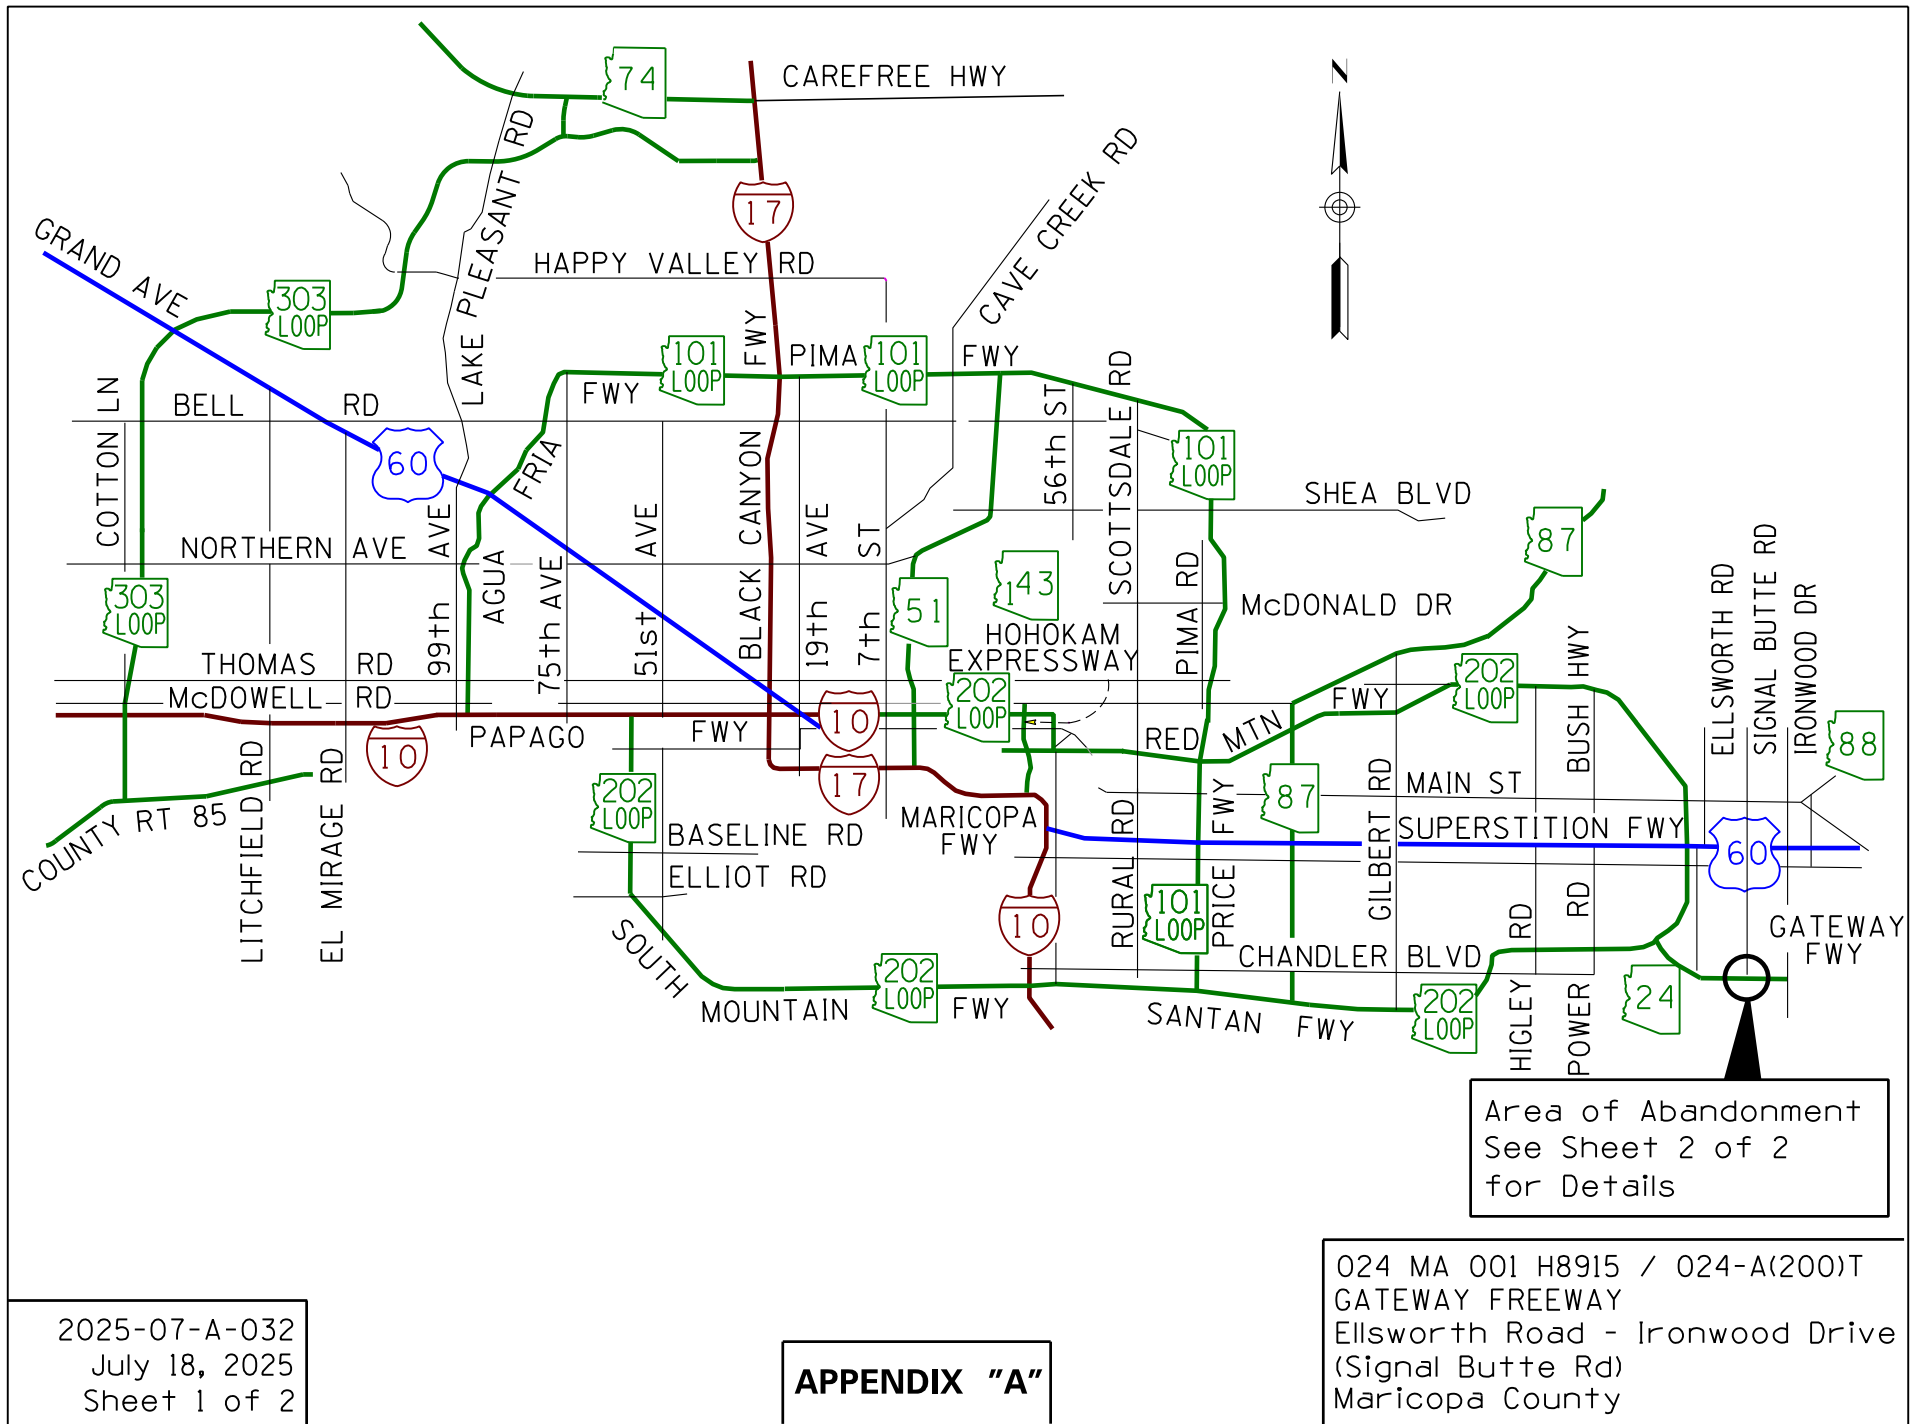 N
74
CAREFREE HWY
LAKE PLEASANT RD
17
CAVE CREEK RD
GRAND AVE
HAPPY VALLEY RD
303
LOOP
101
LOOP
FWY
PIMA
101
LOOP
FWY
FWY
BELL RD
COTTON LN
60
FRIA
BLACK CANYON
56th ST
SCOTTSDALE RD
101
LOOP
SHEA BLVD
87
NORTHERN AVE
99th AVE
AGUA
75th AVE
51st AVE
19th AVE
7th ST
303
LOOP
51
143
HOHOKAM
EXPRESSWAY
PIMA RD
McDONALD DR
BUSH HWY
ELLSWORTH RD
SIGNAL BUTTE RD
IRONWOOD DR
THOMAS RD
McDOWELL RD
202
LOOP
202
LOOP
FWY
10
PAPAGO
FWY
10
RED MTN
88
17
202
LOOP
87
MAIN ST
COUNTY RT 85
LITCHFIELD RD
EL MIRAGE RD
BASELINE RD
ELLIOT RD
MARICOPA
FWY
RURAL RD
PRICE FWY
GILBERT RD
SUPERSTITION FWY
60
10
101
LOOP
HIGLEY RD
POWER RD
GATEWAY
FWY
SOUTH
MOUNTAIN
202
LOOP
FWY
CHANDLER BLVD
SANTAN FWY
202
LOOP
24
Area of Abandonment
See Sheet 2 of 2
for Details
024 MA 001 H8915 / 024-A(200)T
GATEWAY FREEWAY
Ellsworth Road - Ironwood Drive
(Signal Butte Rd)
Maricopa County
2025-07-A-032
July 18, 2025
Sheet 1 of 2
APPENDIX "A"